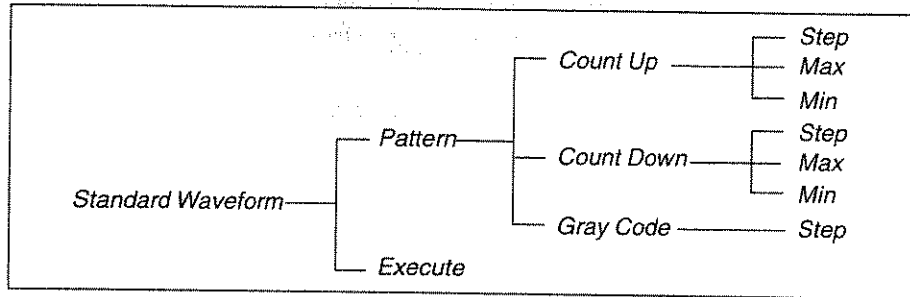 Step
Count Up Max
Min
Pattern Step
Count Down Max
Standard Waveform Min
Gray Code Step
Execute